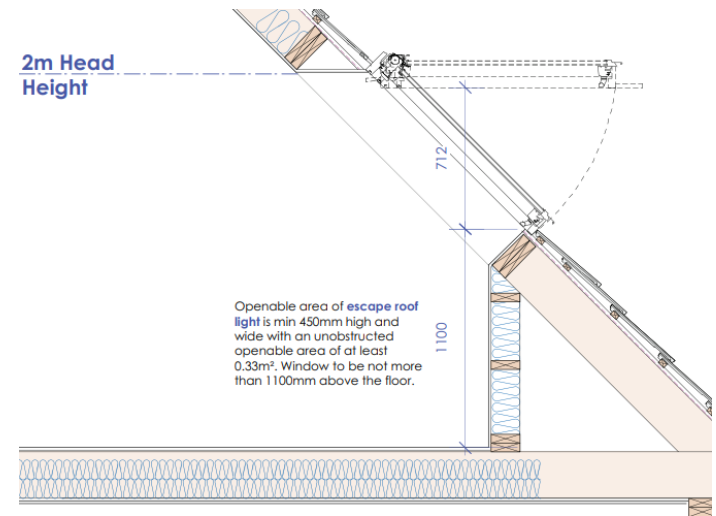 2m Head
Height
712
Openable area of escape roof
light is min 450mm high and
wide with an unobstructed
openable area of at least
0.33m². Window to be not more
than 1100mm above the floor.
1100